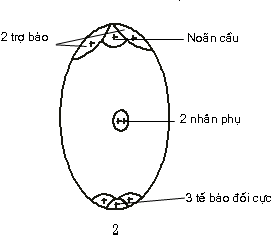 2 trợ bào
Noãn cầu
2 nhân phụ
3 tế bào đối cực
2